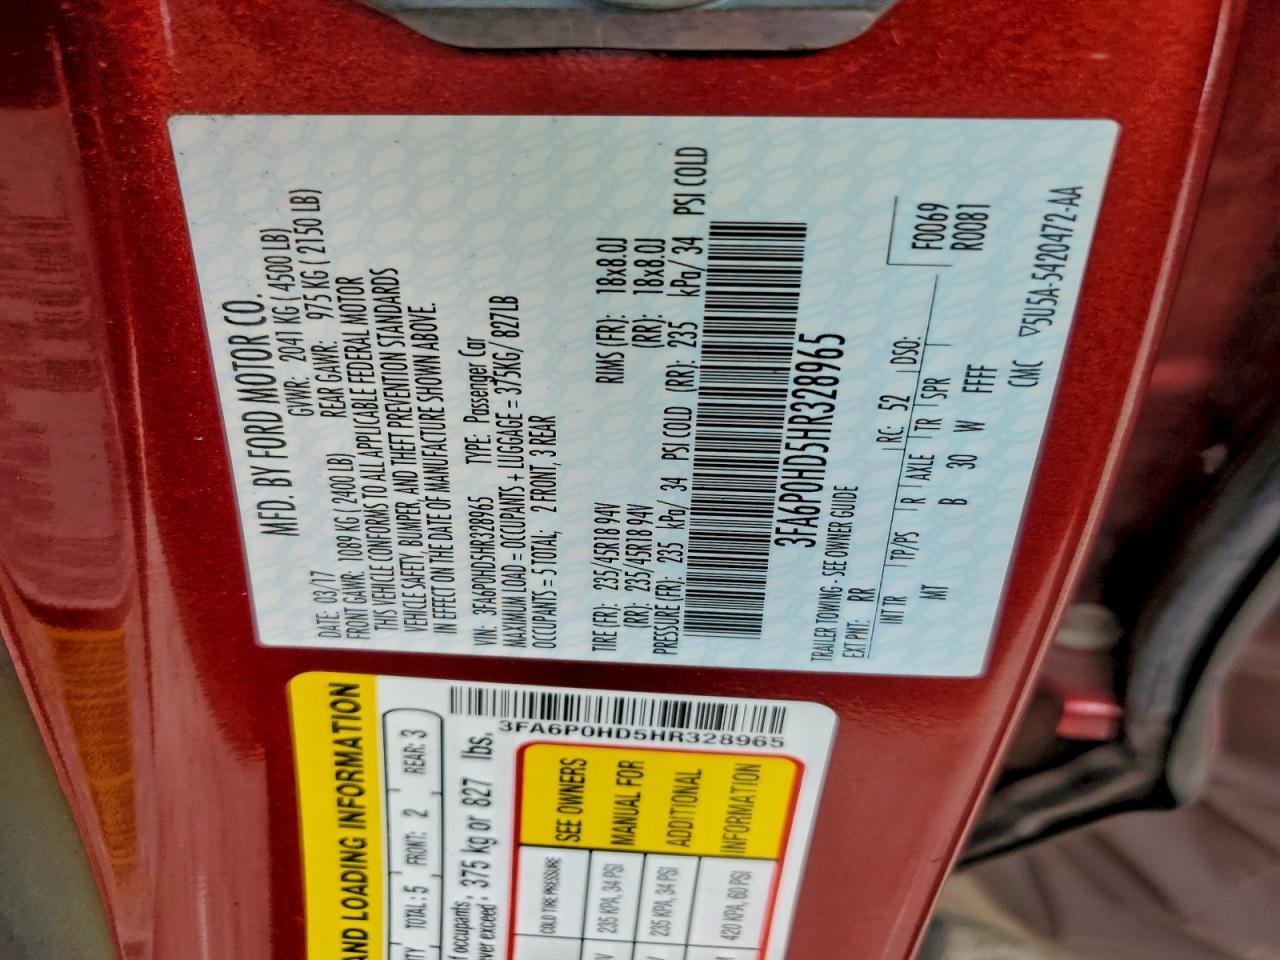 MFD. BY FORD MOTOR CO.
DATE: 03/17 GVWR: 2041 KG ( 4500 LB)
FRONT GAWR: 1089 KG ( 2400 LB) REAR GAWR: 975 KG ( 2150 LB)
THIS VEHICLE CONFORMS TO ALL APPLICABLE FEDERAL MOTOR
VEHICLE SAFETY, BUMPER, AND THEFT PREVENTION STANDARDS
IN EFFECT ON THE DATE OF MANUFACTURE SHOWN ABOVE.
VIN: 3FA6P0HD5HR328965 TYPE: Passenger Car
MAXIMUM LOAD = OCCUPANTS + LUGGAGE = 375KG/ 827LB
OCCUPANTS = 5 TOTAL; 2 FRONT, 3 REAR
TIRE (FR): 235/45R18 94V RIMS (FR): 18x8.0J
(RR): 235/45R18 94V (RR): 18x8.0J
PRESSURE (FR): 235 kPa/ 34 PSI COLD (RR): 235 kPa/ 34 PSI COLD
3FA6P0HD5HR328965
TRAILER TOWING - SEE OWNER GUIDE
EXT PNT: RR RC: 52 DSO: F0069
R0081
INT TR TP/PS R AXLE TR SPR
MT B 30 W FFFF
CMC ▽5U5A-5420472-AA
AND LOADING INFORMATION
TOTAL: 5 FRONT: 2 REAR: 3
occupants 375 kg or 827 lbs.
exceed
3FA6P0HD5HR328965
COLD TIRE PRESSURE
235 KPA, 34 PSI
235 KPA, 34 PSI
420 KPA, 60 PSI
SEE OWNERS
MANUAL FOR
ADDITIONAL
INFORMATION